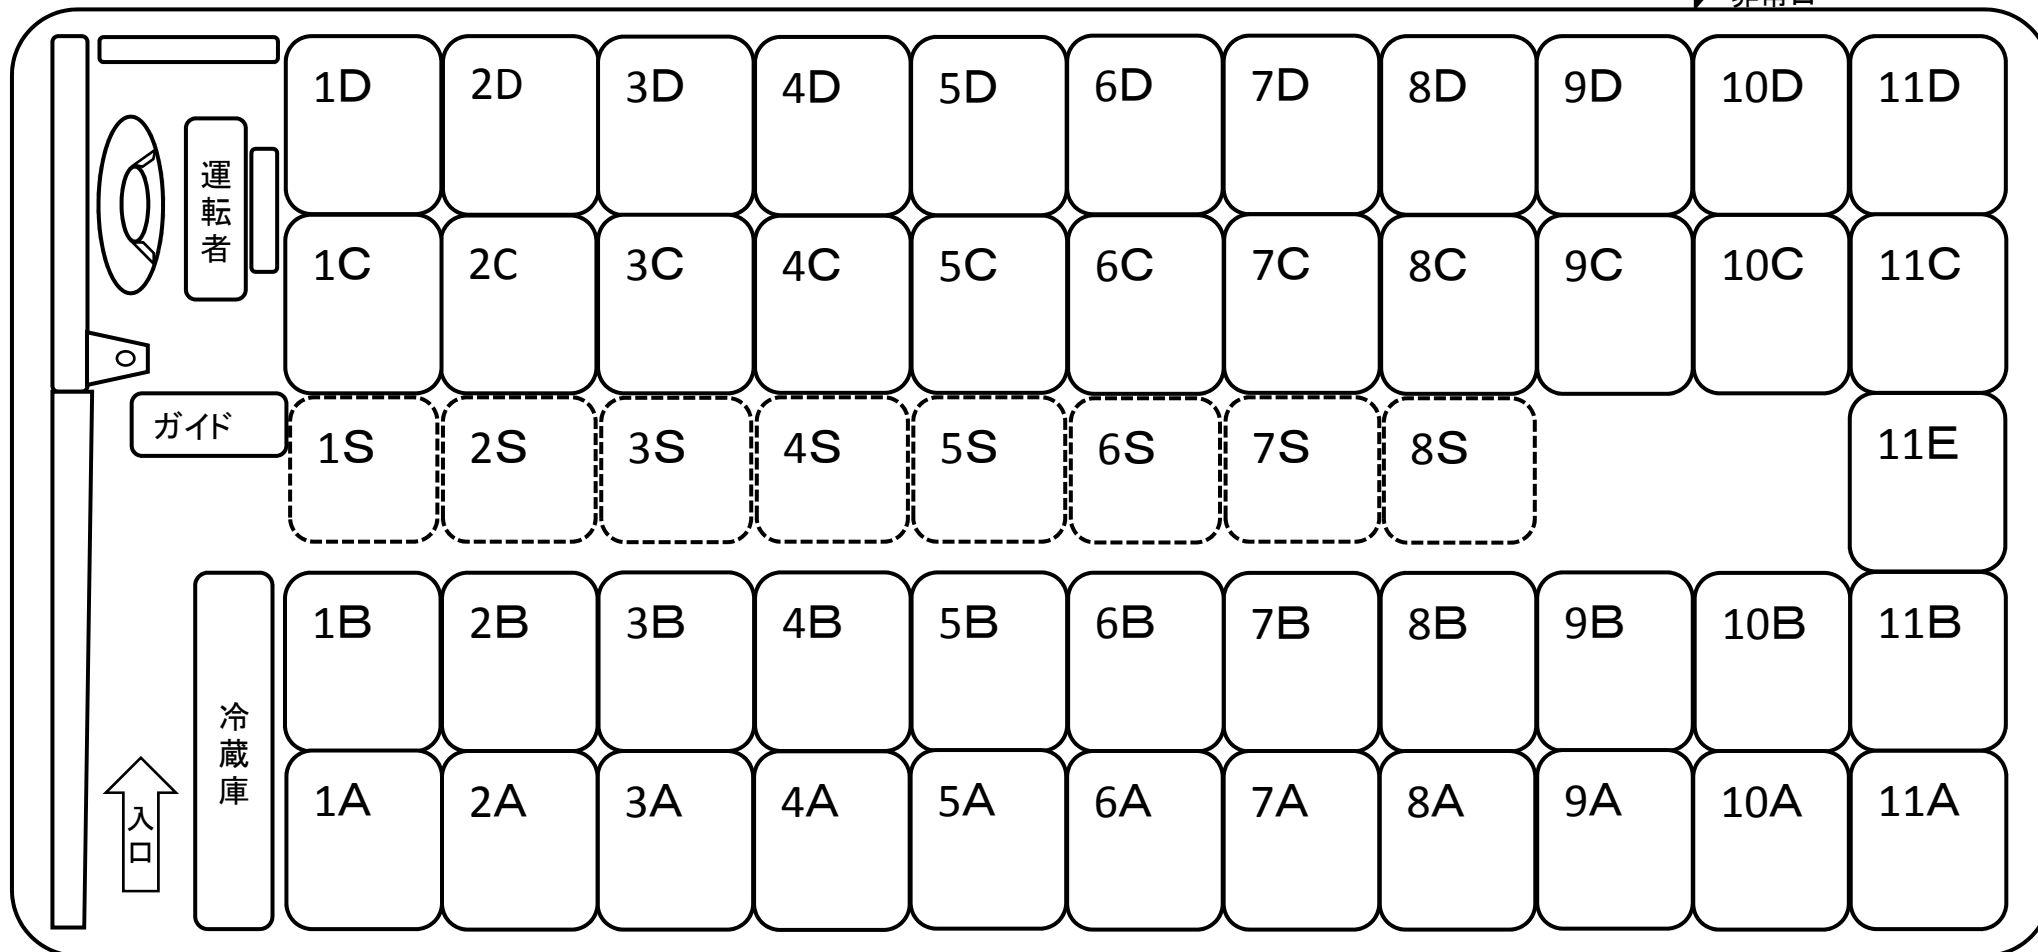 1D 2D 3D 4D 5D 6D 7D 8D 9D 10D 11D
運転者
1C 2C 3C 4C 5C 6C 7C 8C 9C 10C 11C
ガイド
1S 2S 3S 4S 5S 6S 7S 8S 11E
1B 2B 3B 4B 5B 6B 7B 8B 9B 10B 11B
冷蔵庫
1A 2A 3A 4A 5A 6A 7A 8A 9A 10A 11A
入口